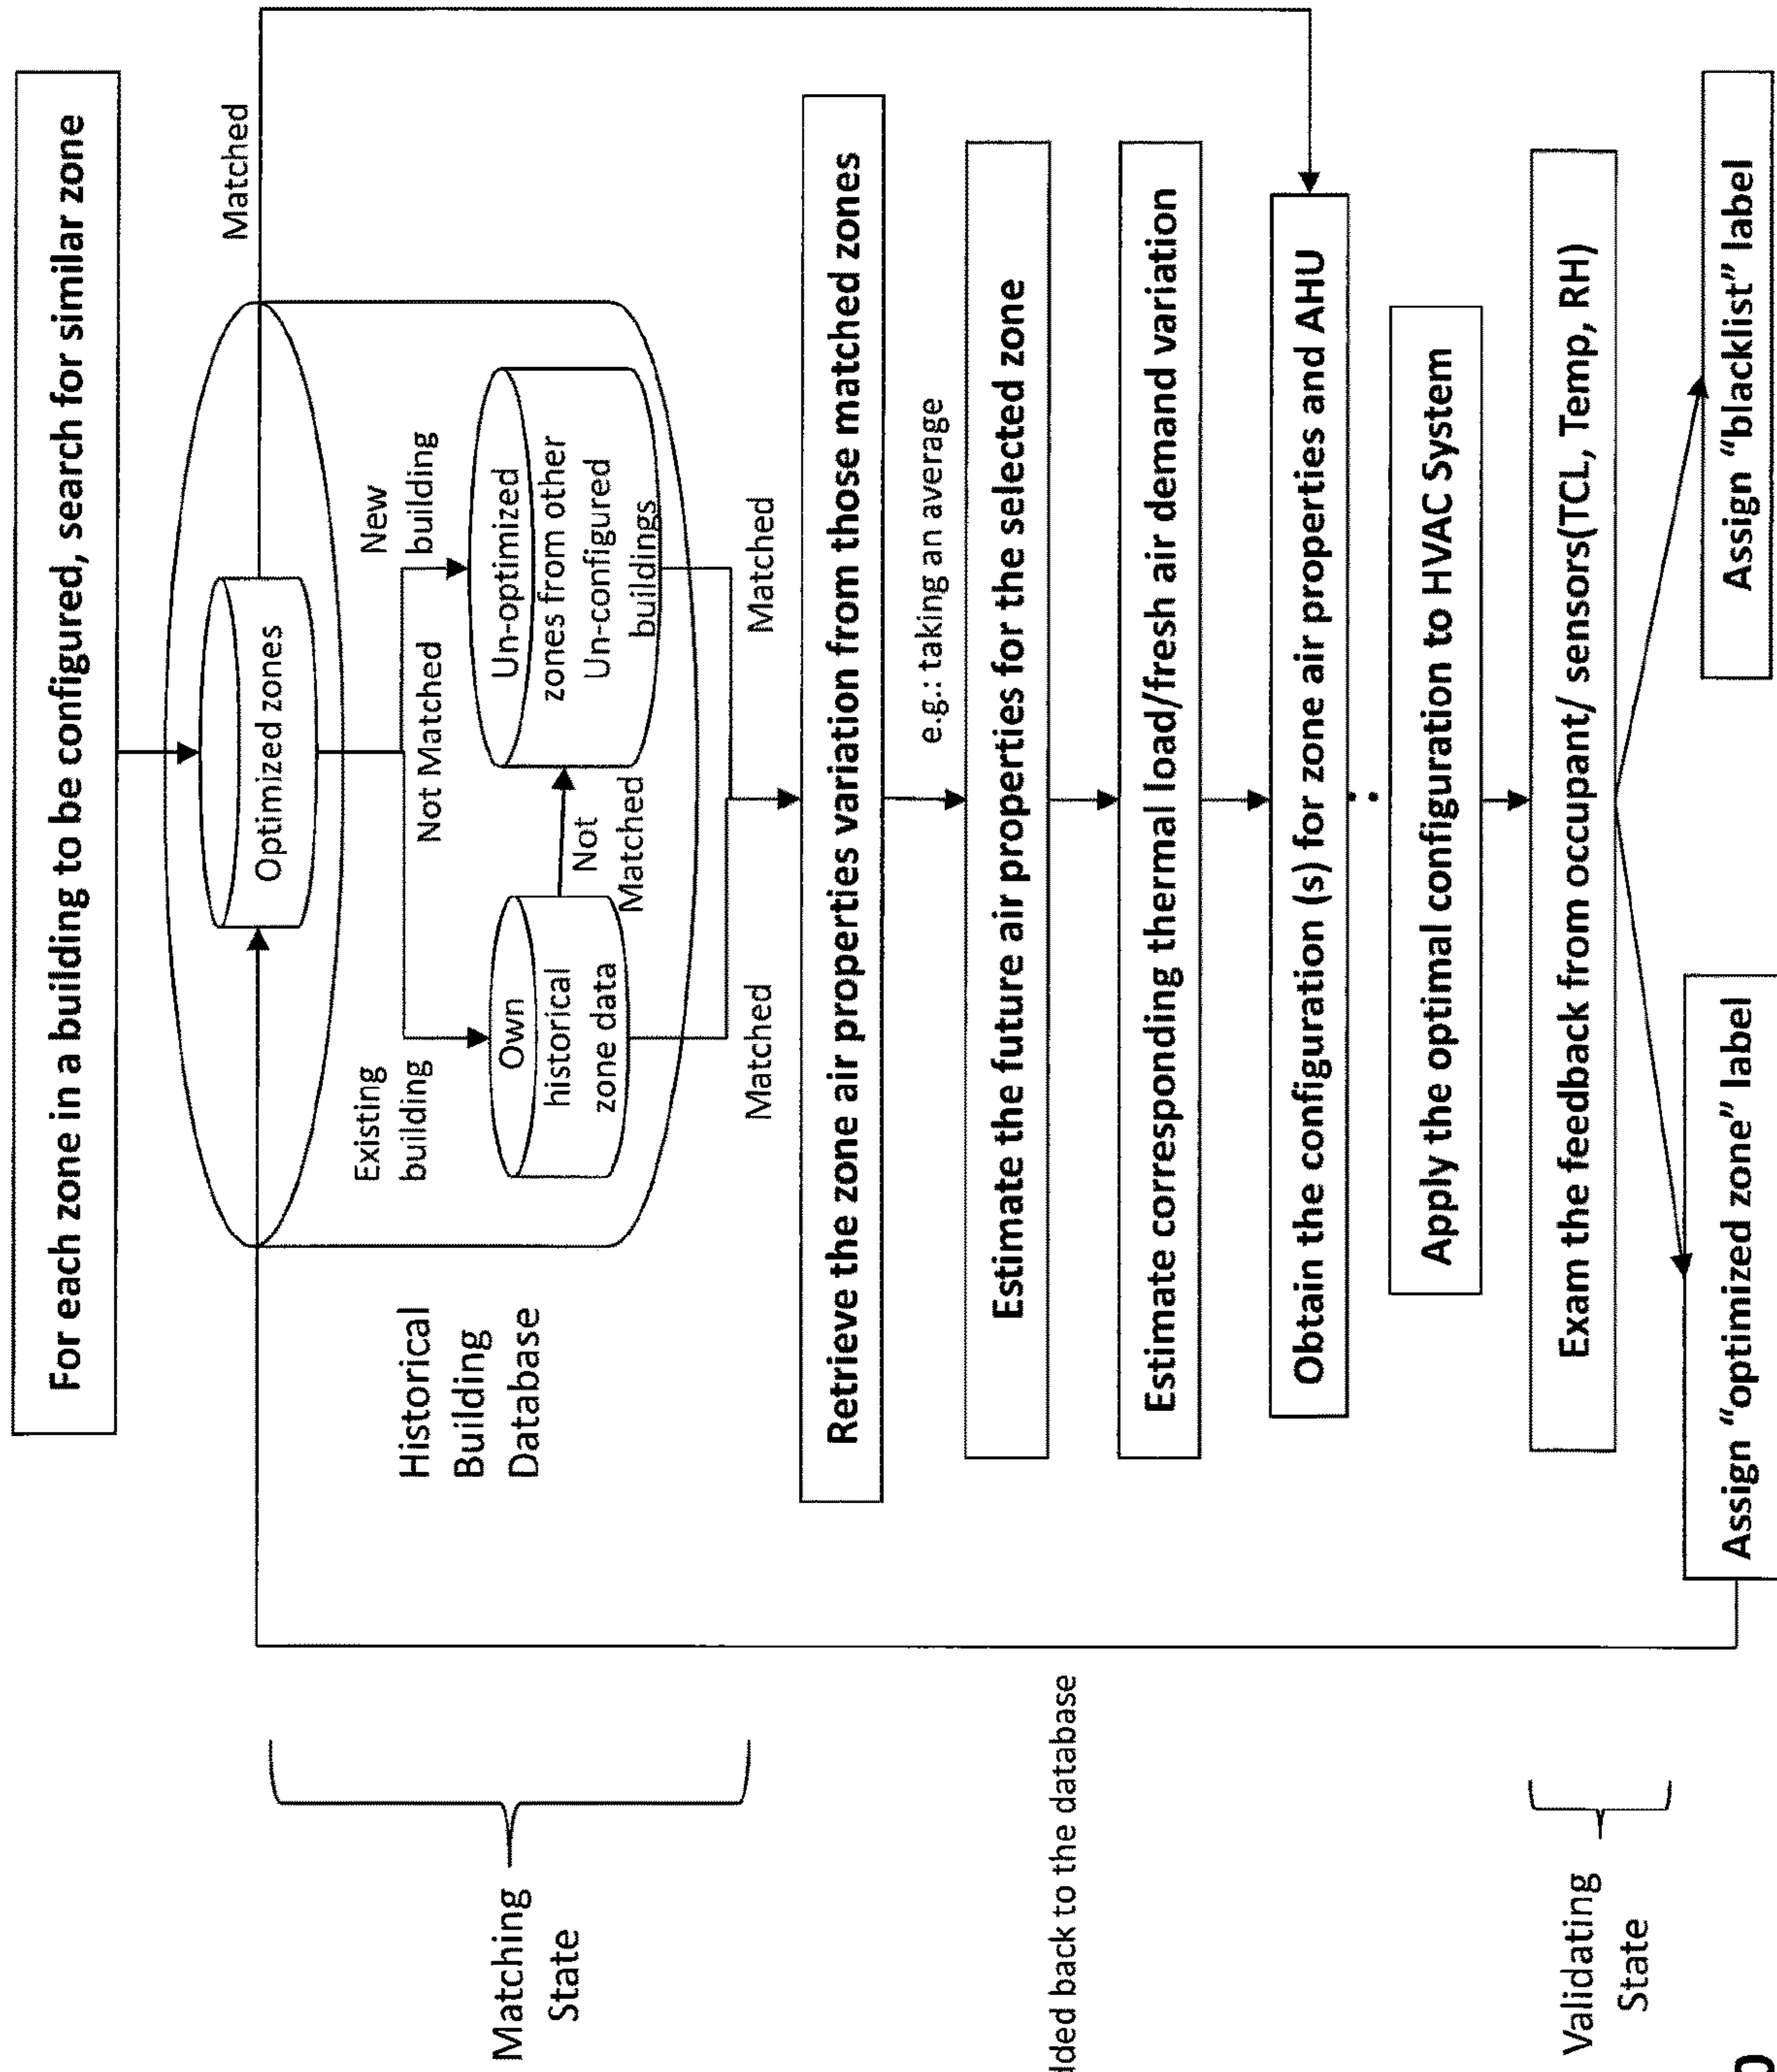 For each zone in a building to be configured, search for similar zone
Matched
Optimized zones
Not Matched
Existing
building
New
building
Own
historical
zone data
Not
Matched
Un-optimized
zones from other
Un-configured
buildings
Historical
Building
Database
Matching
State
Matched
Matched
Retrieve the zone air properties variation from those matched zones
e.g.: taking an average
Estimate the future air properties for the selected zone
back to the database
Estimate corresponding thermal load/fresh air demand variation
Obtain the configuration (s) for zone air properties and AHU
Apply the optimal configuration to HVAC System
Exam the feedback from occupant/ sensors(TCL, Temp, RH)
Validating
State
Assign "optimized zone" label
Assign "blacklist" label